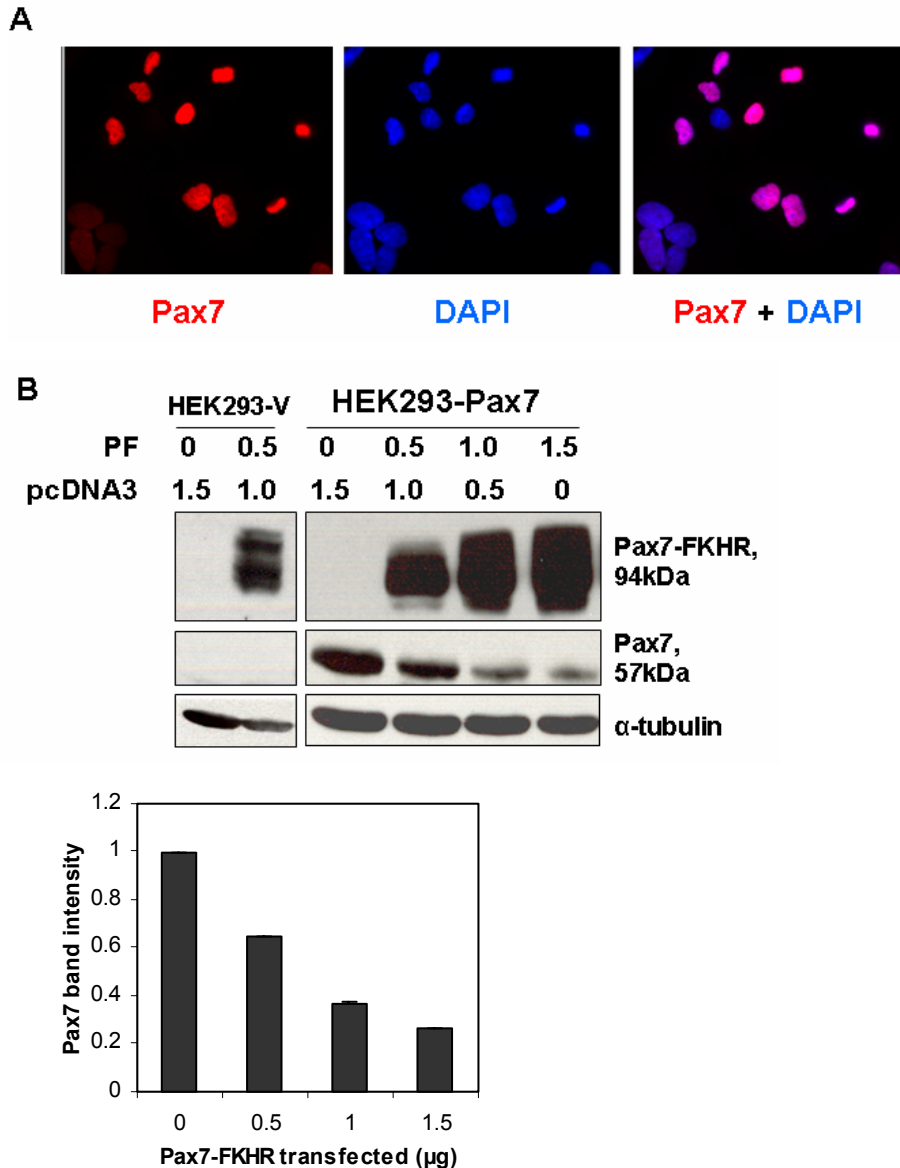 A
Pax7
DAPI
Pax7 + DAPI
B
HEK293-V
HEK293-Pax7
PF 0 0.5 0 0.5 1.0 1.5
pcDNA3 1.5 1.0 1.5 1.0 0.5 0
Pax7-FKHR,
94kDa
Pax7,
57kDa
α-tubulin
Pax7 band intensity
1.2
1
0.8
0.6
0.4
0.2
0
0 0.5 1 1.5
Pax7-FKHR transfected (µg)